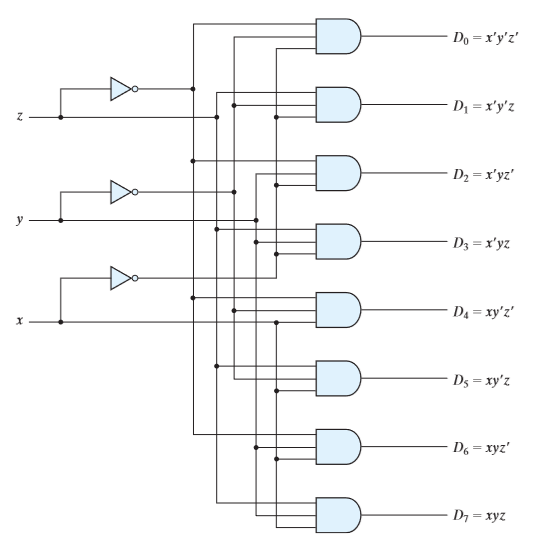 D₀ = x'y'z'
D₁ = x'y'z
z
D₂ = x'yz'
y
D₃ = x'yz
x
D₄ = xy'z'
D₅ = xy'z
D₆ = xyz'
D₇ = xyz